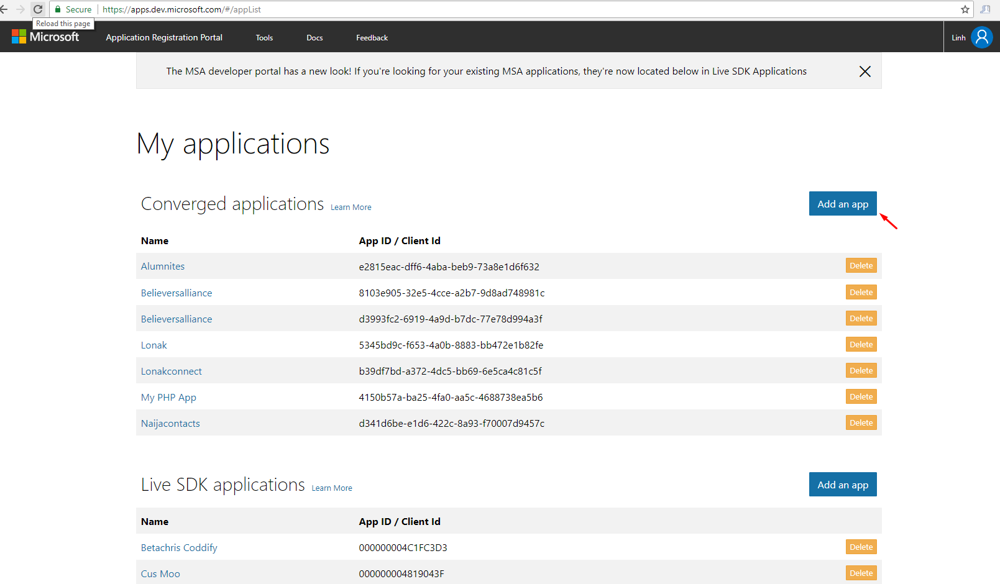 Secure https://apps.dev.microsoft.com/#/appList
Reload this page
Microsoft Application Registration Portal Tools Docs Feedback Linh
The MSA developer portal has a new look! If you're looking for your existing MSA applications, they're now located below in Live SDK Applications
My applications
Converged applications Learn More Add an app
Name App ID / Client Id
Alumnites e2815eac-dff6-4aba-beb9-73a8e1d6f632 Delete
Believersalliance 8103e905-32e5-4cce-a2b7-9d8ad748981c Delete
Believersalliance d3993fc2-6919-4a9d-b7dc-77e78d994a3f Delete
Lonak 5345bd9c-f653-4a0b-8883-bb472e1b82fe Delete
Lonakconnect b39df7bd-a372-4dc5-bb69-6e5ca4c81c5f Delete
My PHP App 4150b57a-ba25-4fa0-aa5c-4688738ea5b6 Delete
Naijacontacts d341d6be-e1d6-422c-8a93-f70007d9457c Delete
Live SDK applications Learn More Add an app
Name App ID / Client Id
Betachris Coddify 000000004C1FC3D3 Delete
Cus Moo 000000004819043F Delete